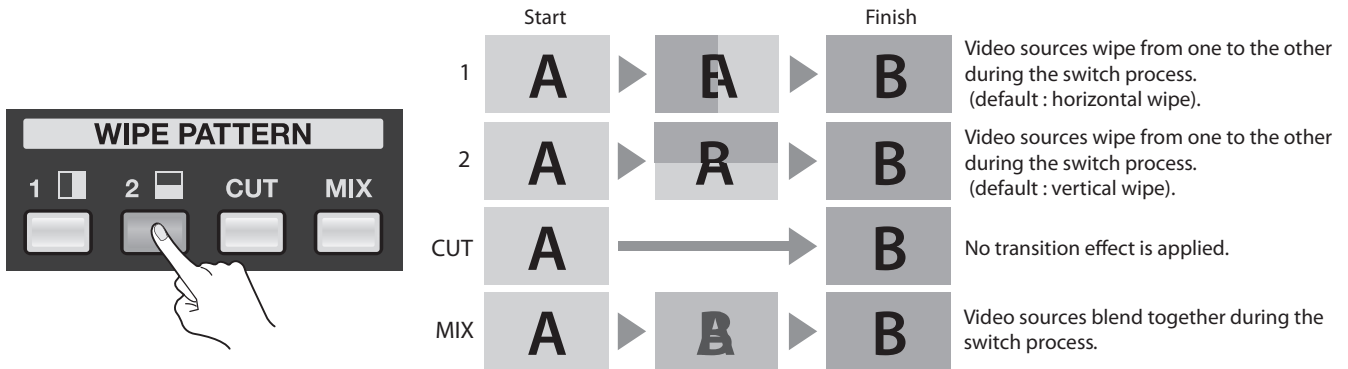 WIPE PATTERN
1 2 CUT MIX
Start Finish
1 A B A B Video sources wipe from one to the other
during the switch process.
(default : horizontal wipe).
2 A B A B Video sources wipe from one to the other
during the switch process.
(default : vertical wipe).
CUT A B No transition effect is applied.
MIX A B A B Video sources blend together during the
switch process.